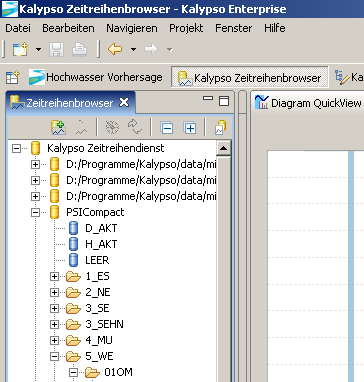 Kalypso Zeitreihenbrowser - Kalypso Enterprise
Datei Bearbeiten Navigieren Projekt Fenster Hilfe
Hochwasser Vorhersage Kalypso Zeitreihenbrowser Ka
Zeitreihenbrowser Diagram QuickView
Kalypso Zeitreihendienst
D:/Programme/Kalypso/data/mi
D:/Programme/Kalypso/data/mi
D:/Programme/Kalypso/data/mi
PSICompact
D_AKT
H_AKT
LEER
1_ES
2_NE
3_SE
3_SEHN
4_MU
5_WE
01OM